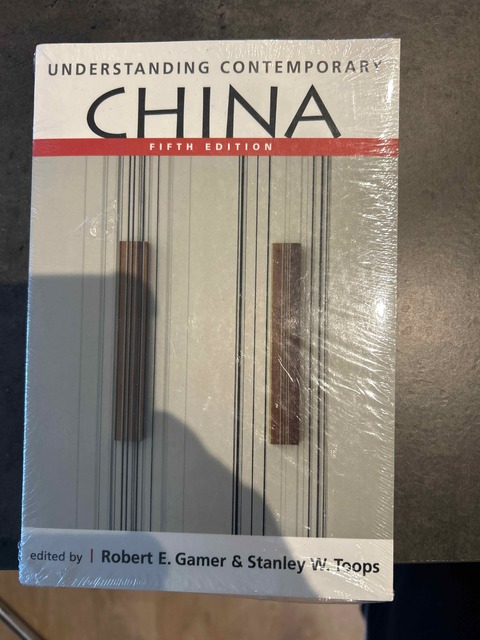 UNDERSTANDING CONTEMPORARY
CHINA
FIFTH EDITION
edited by | Robert E. Gamer & Stanley W. Toops